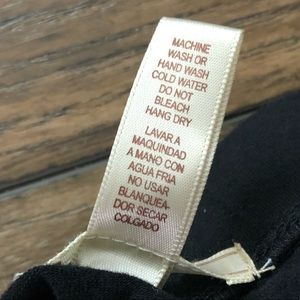 MACHINE
WASH OR
HAND WASH
COLD WATER
DO NOT
BLEACH
HANG DRY
LAVAR A
MAQUINDAD
A MANO CON
AGUA FRIA
NO USAR
BLANQUEA-
DOR SECAR
COLGADO